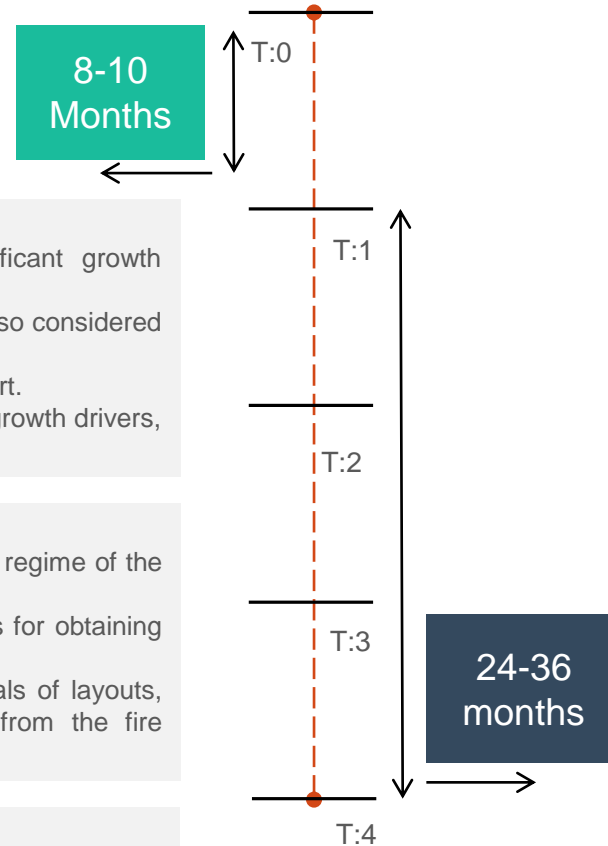 8-10
Months
T:0
T:1
T:2
T:3
T:4
ficant growth
so considered
rt.
growth drivers,
regime of the
s for obtaining
als of layouts,
from the fire
24-36
months